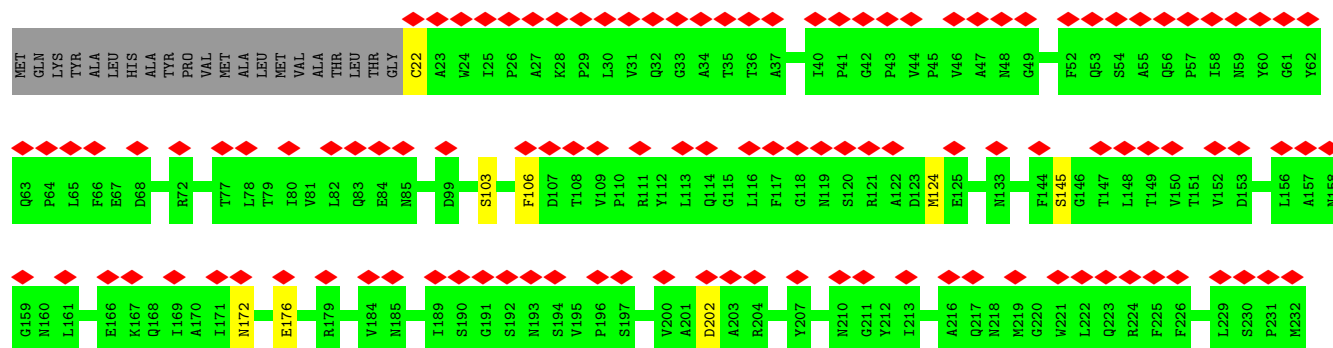 MET GLN LYS TYR ALA LEU HIS ALA TYR PRO VAL MET ALA LEU MET VAL ALA THR LEU THR GLY C22 A23 W24 I25 P26 A27 K28 P29 L30 V31 Q32 G33 A34 T35 T36 A37 I40 P41 G42 P43 V44 P45 V46 A47 N48 G49 F52 Q53 S54 A55 Q56 P57 I58 N59 Y60 G61 Y62
Q63 P64 L65 F66 E67 D68 R72 T77 L78 T79 I80 V81 L82 Q83 E84 N85 D99 S103 F106 D107 T108 V109 P110 R111 Y112 L113 Q114 G115 L116 F117 G118 N119 S120 R121 A122 D123 M124 E125 N133 F144 S145 G146 T147 L148 T149 V150 T151 V152 D153 L156 A157 N158
G159 N160 L161 E166 K167 Q168 I169 A170 I171 N172 E176 R179 V184 N185 I189 S190 G191 S192 N193 S194 V195 P196 S197 V200 A201 D202 A203 R204 Y207 N210 G211 Y212 I213 A216 Q217 N218 M219 G220 W221 L222 Q223 R224 F225 F226 L229 S230 P231 M232